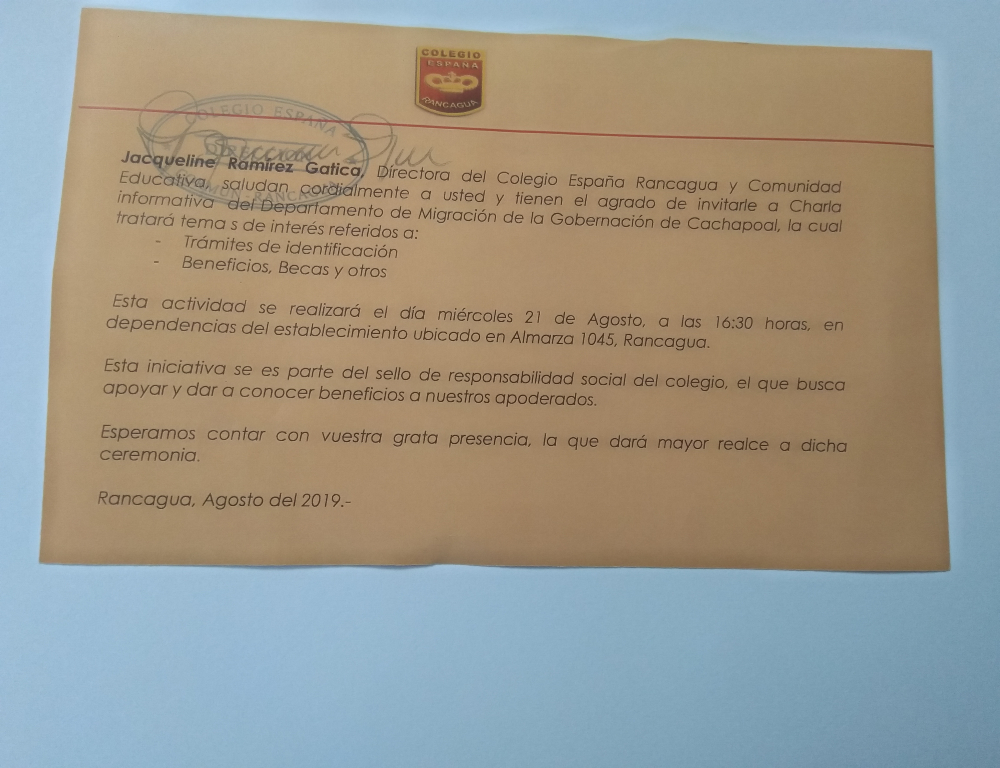 COLEGIO
ESPAÑA
RANCAGUA
COLEGIO ESPAÑA
DIRECCION
RANCAGUA
Jacqueline Ramírez Gatica, Directora del Colegio España Rancagua y Comunidad
Educativa, saludan cordialmente a usted y tienen el agrado de invitarle a Charla
informativa del Departamento de Migración de la Gobernación de Cachapoal, la cual
tratará tema s de interés referidos a:
- Trámites de identificación
- Beneficios, Becas y otros
Esta actividad se realizará el día miércoles 21 de Agosto, a las 16:30 horas, en
dependencias del establecimiento ubicado en Almarza 1045, Rancagua.
Esta iniciativa se es parte del sello de responsabilidad social del colegio, el que busca
apoyar y dar a conocer beneficios a nuestros apoderados.
Esperamos contar con vuestra grata presencia, la que dará mayor realce a dicha
ceremonia.
Rancagua, Agosto del 2019.-